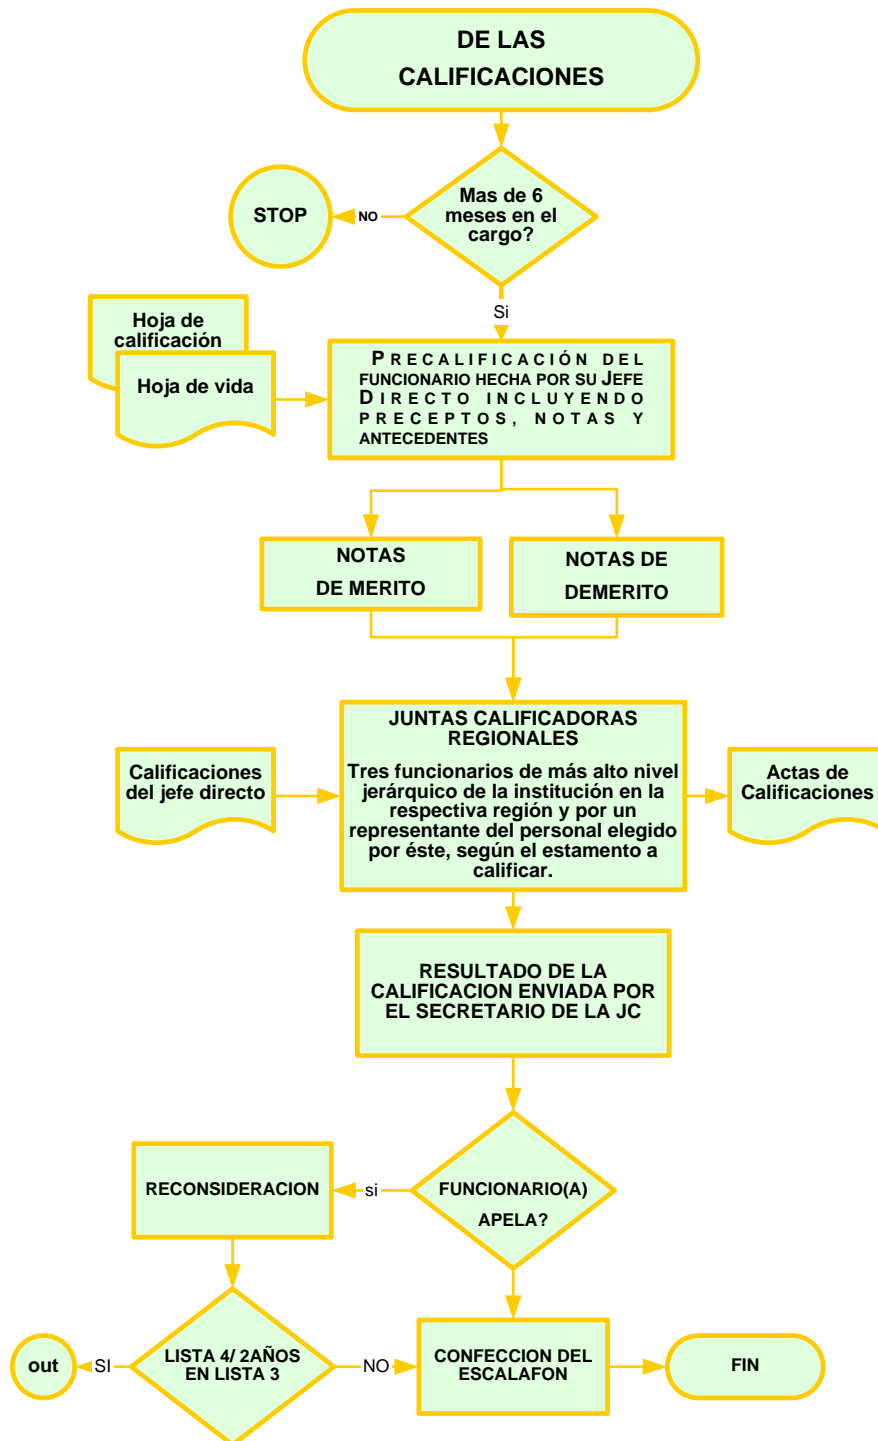 DE LAS
CALIFICACIONES
Mas de 6
meses en el
cargo?
NO
STOP
Si
Hoja de
calificación
Hoja de vida
PRECALIFICACIÓN DEL
FUNCIONARIO HECHA POR SU JEFE
DIRECTO INCLUYENDO
PRECEPTOS, NOTAS Y
ANTECEDENTES
NOTAS
DE MERITO
NOTAS DE
DEMERITO
JUNTAS CALIFICADORAS
REGIONALES
Tres funcionarios de más alto nivel
jerárquico de la institución en la
respectiva región y por un
representante del personal elegido
por éste, según el estamento a
calificar.
Calificaciones
del jefe directo
Actas de
Calificaciones
RESULTADO DE LA
CALIFICACION ENVIADA POR
EL SECRETARIO DE LA JC
FUNCIONARIO(A)
APELA?
si
RECONSIDERACION
LISTA 4/ 2AÑOS
EN LISTA 3
SI
out
NO
CONFECCION DEL
ESCALAFON
FIN